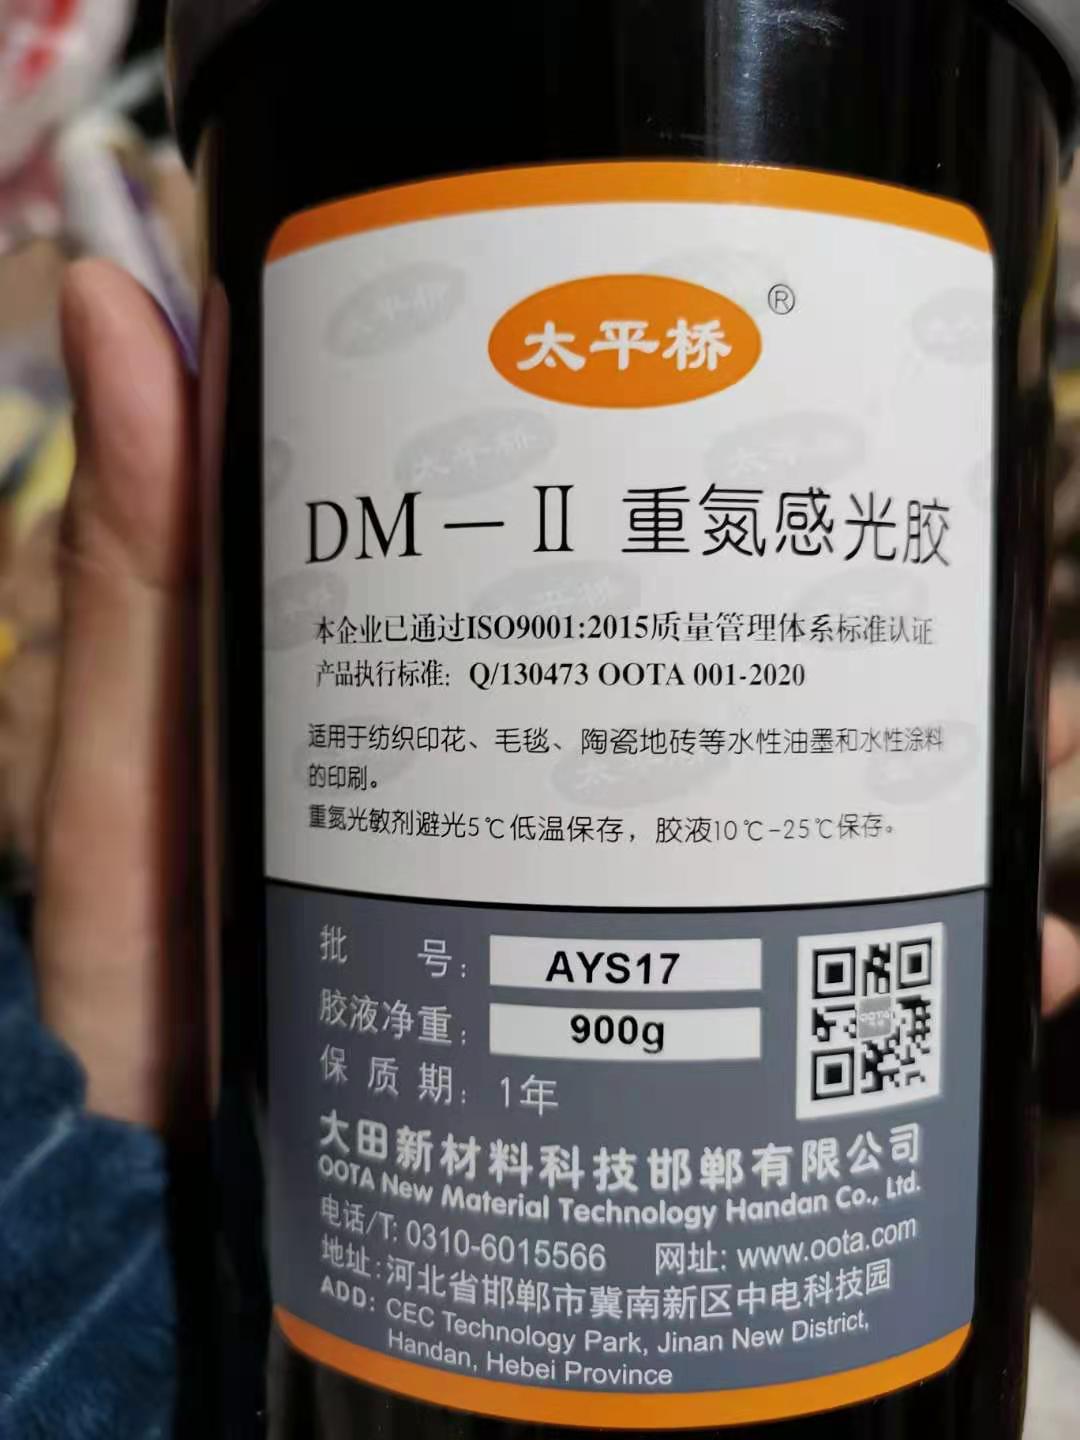 太平桥®
DM-Ⅱ 重氮感光胶
本企业已通过ISO9001:2015质量管理体系标准认证
产品执行标准：Q/130473 OOTA 001-2020
适用于纺织印花、毛毯、陶瓷地砖等水性油墨和水性涂料
的印刷。
重氮光敏剂避光5℃低温保存，胶液10℃-25℃保存。
批 号：AYS17
胶液净重：900g
保 质 期：1年
大田新材料科技邯郸有限公司
OOTA New Material Technology Handan Co., Ltd.
电话/T: 0310-6015566 网址: www.oota.com
地址: 河北省邯郸市冀南新区中电科技园
ADD: CEC Technology Park, Jinan New District,
Handan, Hebei Province